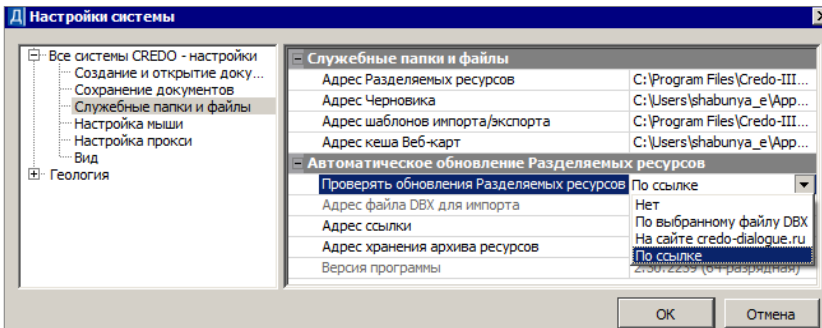 Настройки системы
Все системы CREDO - настройки
Создание и открытие доку...
Сохранение документов
Служебные папки и файлы
Настройка мыши
Настройка прокси
Вид
Геология
Служебные папки и файлы
Адрес Разделяемых ресурсов C:\Program Files\Credo-III...
Адрес Черновика C:\Users\shabunya_e\App...
Адрес шаблонов импорта/экспорта C:\Program Files\Credo-III...
Адрес кеша Веб-карт C:\Users\shabunya_e\App...
Автоматическое обновление Разделяемых ресурсов
Проверять обновления Разделяемых ресурсов По ссылке
Адрес файла DBX для импорта
Адрес ссылки
Адрес хранения архива ресурсов
Версия программы 2.30.2239 (64-разрядная)
Нет
По выбранному файлу DBX
На сайте credo-dialogue.ru
По ссылке
ОК Отмена